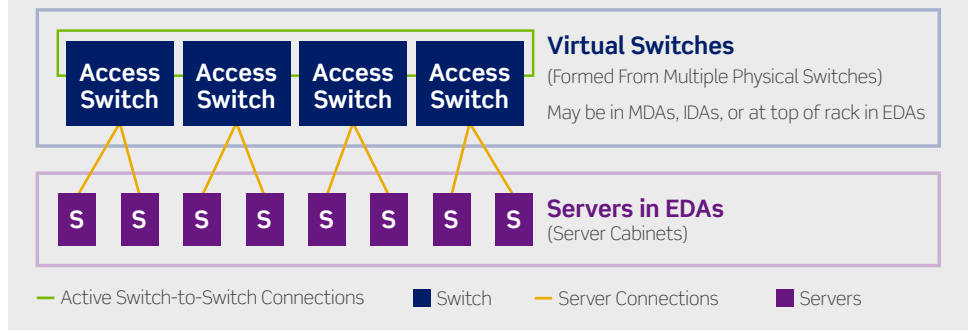 Virtual Switches
(Formed From Multiple Physical Switches)
May be in MDAs, IDAs, or at top of rack in EDAs
Access Switch
Access Switch
Access Switch
Access Switch
S S S S S S S S
Servers in EDAs
(Server Cabinets)
Active Switch-to-Switch Connections Switch Server Connections Servers